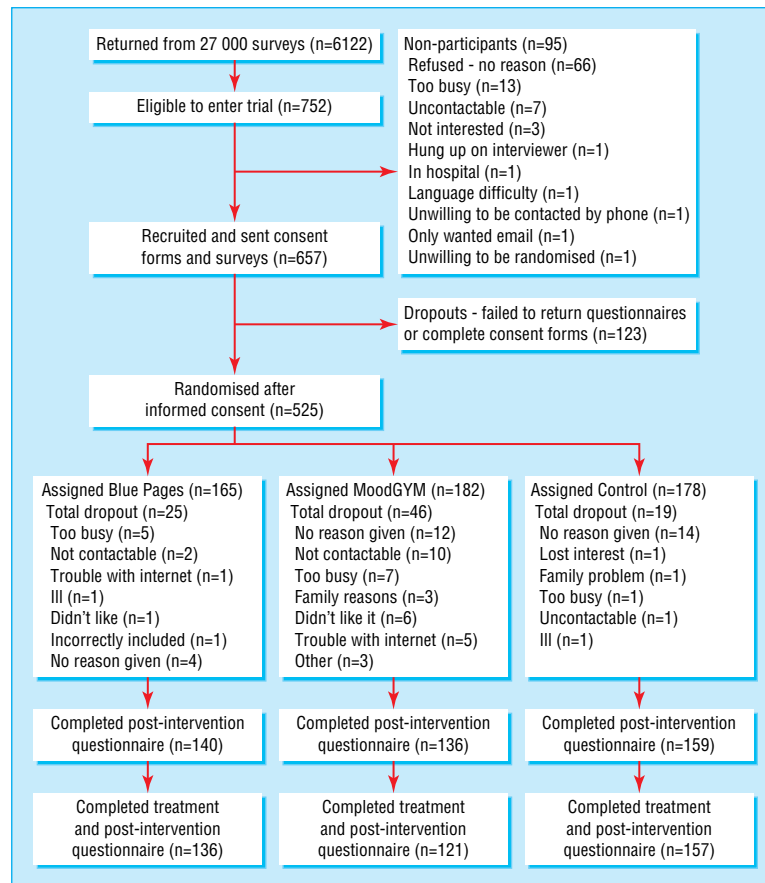 Returned from 27 000 surveys (n=6122)
Eligible to enter trial (n=752)
Non-participants (n=95)
Refused - no reason (n=66)
Too busy (n=13)
Uncontactable (n=7)
Not interested (n=3)
Hung up on interviewer (n=1)
In hospital (n=1)
Language difficulty (n=1)
Unwilling to be contacted by phone (n=1)
Only wanted email (n=1)
Unwilling to be randomised (n=1)
Recruited and sent consent
forms and surveys (n=657)
Dropouts - failed to return questionnaires
or complete consent forms (n=123)
Randomised after
informed consent (n=525)
Assigned Blue Pages (n=165)
Total dropout (n=25)
Too busy (n=5)
Not contactable (n=2)
Trouble with internet (n=1)
Ill (n=1)
Didn't like (n=1)
Incorrectly included (n=1)
No reason given (n=4)
Assigned MoodGYM (n=182)
Total dropout (n=46)
No reason given (n=12)
Not contactable (n=10)
Too busy (n=7)
Family reasons (n=3)
Didn't like it (n=6)
Trouble with internet (n=5)
Other (n=3)
Assigned Control (n=178)
Total dropout (n=19)
No reason given (n=14)
Lost interest (n=1)
Family problem (n=1)
Too busy (n=1)
Uncontactable (n=1)
Ill (n=1)
Completed post-intervention
questionnaire (n=140)
Completed post-intervention
questionnaire (n=136)
Completed post-intervention
questionnaire (n=159)
Completed treatment
and post-intervention
questionnaire (n=136)
Completed treatment
and post-intervention
questionnaire (n=121)
Completed treatment
and post-intervention
questionnaire (n=157)